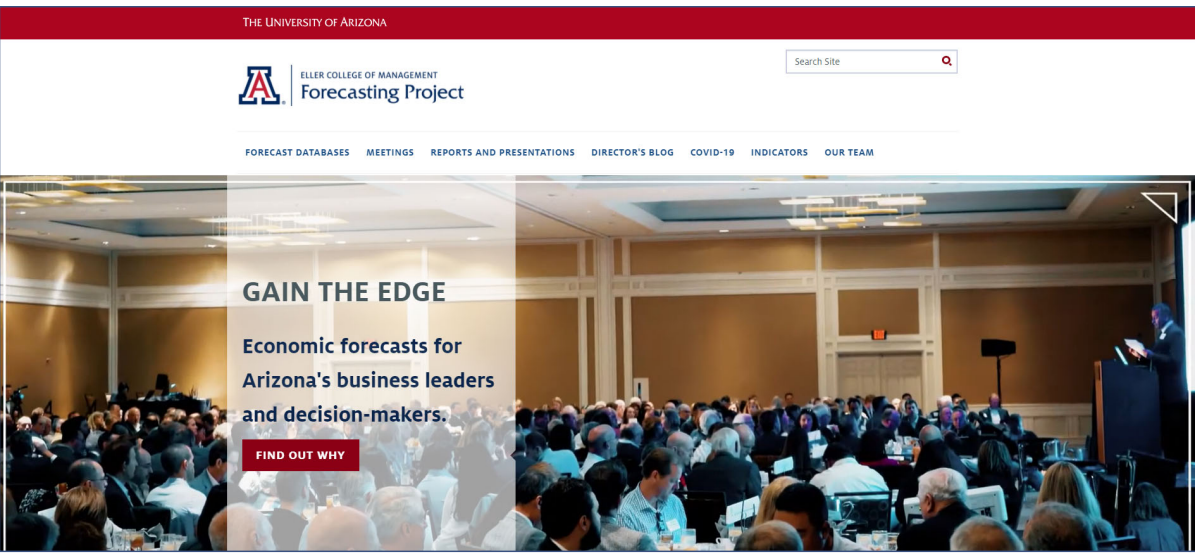 THE UNIVERSITY OF ARIZONA
Search Site
A
ELLER COLLEGE OF MANAGEMENT
Forecasting Project
FORECAST DATABASES MEETINGS REPORTS AND PRESENTATIONS DIRECTOR'S BLOG COVID-19 INDICATORS OUR TEAM
GAIN THE EDGE
Economic forecasts for
Arizona's business leaders
and decision-makers.
FIND OUT WHY